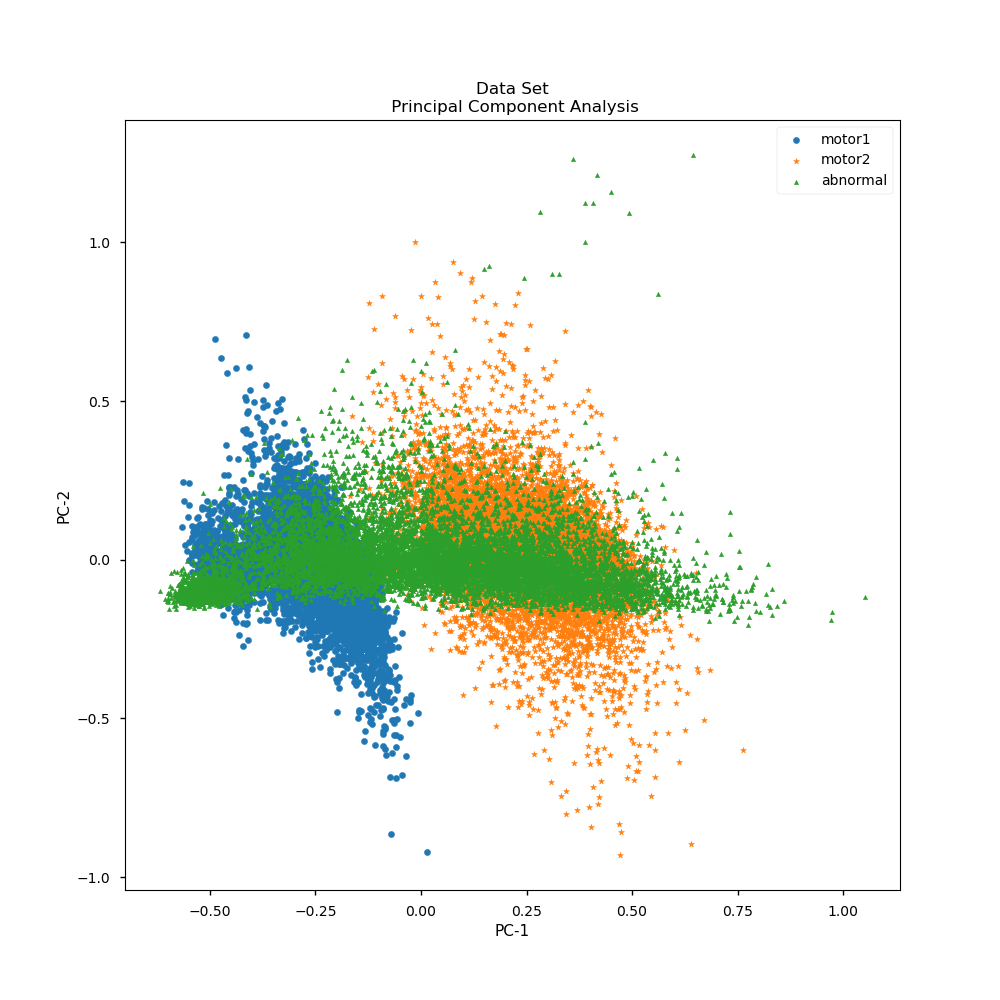 Data Set
Principal Component Analysis
motor1
motor2
abnormal
1.0
0.5
0.0
−0.5
−1.0
PC-2
−0.50 −0.25 0.00 0.25 0.50 0.75 1.00
PC-1